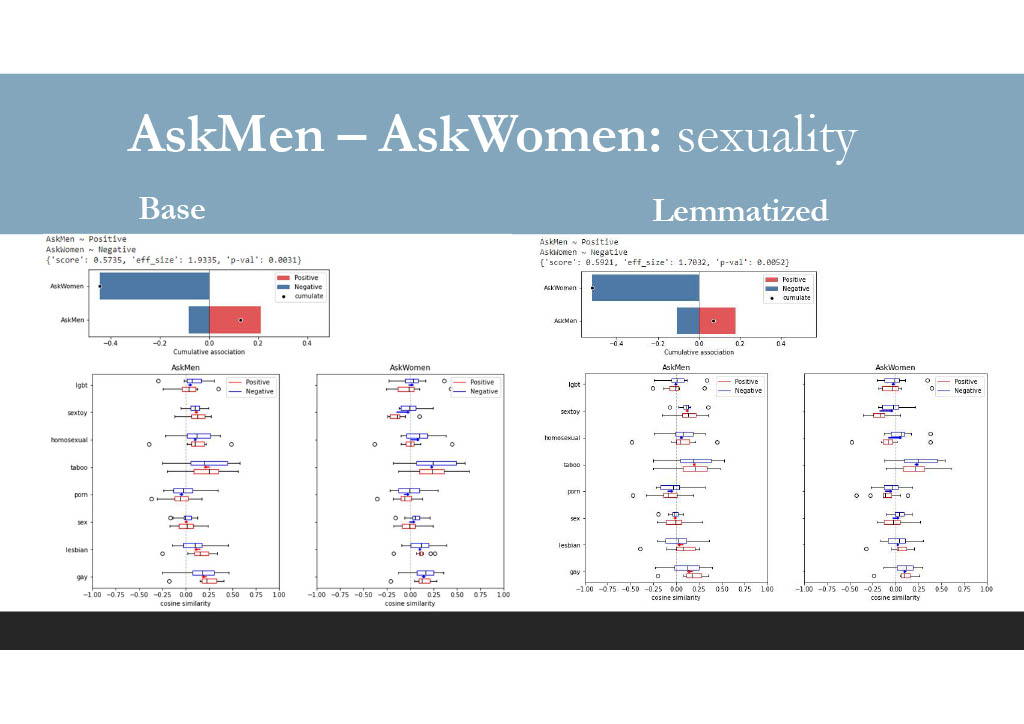 AskMen – AskWomen: sexuality
Base
Lemmatized
AskMen ~ Positive
AskWomen ~ Negative
{'score': 0.5735, 'eff_size': 1.9335, 'p-val': 0.0031}
AskWomen
AskMen
Positive
Negative
cumulate
−0.4 −0.2 0.0 0.2 0.4
Cumulative association
AskMen
Positive
Negative
lgbt
sextoy
homosexual
taboo
porn
sex
lesbian
gay
−1.00 −0.75 −0.50 −0.25 0.00 0.25 0.50 0.75 1.00
cosine similarity
AskWomen
Positive
Negative
−1.00 −0.75 −0.50 −0.25 0.00 0.25 0.50 0.75 1.00
cosine similarity
AskMen ~ Positive
AskWomen ~ Negative
{'score': 0.5921, 'eff_size': 1.7032, 'p-val': 0.0052}
AskWomen
AskMen
Positive
Negative
cumulate
−0.4 −0.2 0.0 0.2 0.4
Cumulative association
AskMen
Positive
Negative
lgbt
sextoy
homosexual
taboo
porn
sex
lesbian
gay
−1.00 −0.75 −0.50 −0.25 0.00 0.25 0.50 0.75 1.00
cosine similarity
AskWomen
Positive
Negative
−1.00 −0.75 −0.50 −0.25 0.00 0.25 0.50 0.75 1.00
cosine similarity